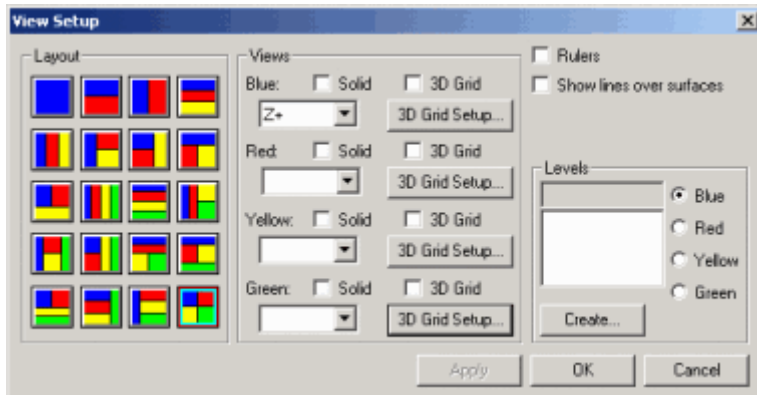 View Setup
Layout
Views
Blue: Solid 3D Grid
Z+ 3D Grid Setup...
Red: Solid 3D Grid
3D Grid Setup...
Yellow: Solid 3D Grid
3D Grid Setup...
Green: Solid 3D Grid
3D Grid Setup...
Rulers
Show lines over surfaces
Levels
Blue
Red
Yellow
Green
Create...
Apply OK Cancel